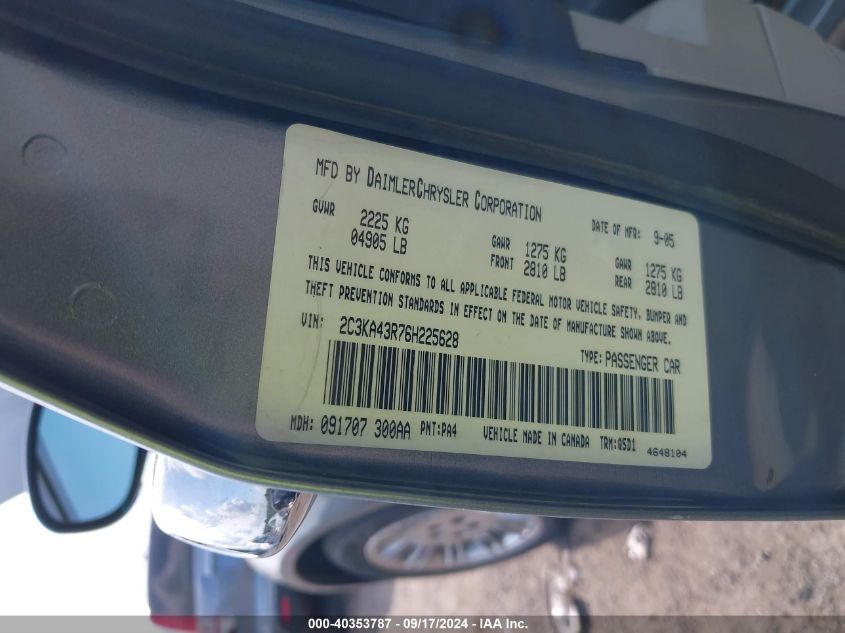 MFD BY DAIMLERCHRYSLER CORPORATION
DATE OF MFR: 9-05
GVWR 2225 KG
04905 LB
GAWR FRONT 1275 KG
2810 LB
GAWR REAR 1275 KG
2810 LB
THIS VEHICLE CONFORMS TO ALL APPLICABLE FEDERAL MOTOR VEHICLE SAFETY, BUMPER AND
THEFT PREVENTION STANDARDS IN EFFECT ON THE DATE OF MANUFACTURE SHOWN ABOVE.
VIN: 2C3KA43R76H225628
TYPE: PASSENGER CAR
MDH: 091707 300AA PNT:PA4 VEHICLE MADE IN CANADA TRM:Q5D1
4648104
000-40353787 - 09/17/2024 - IAA Inc.